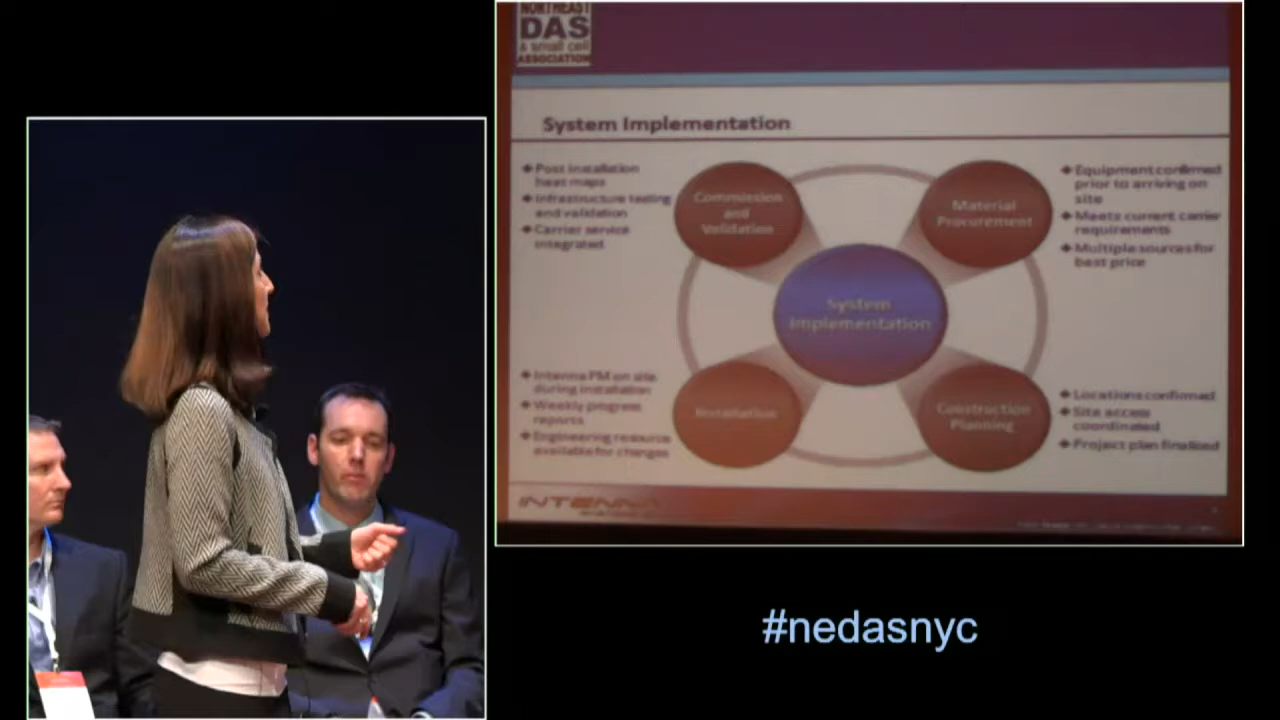 NORTHEAST
DAS
& small cell
ASSOCIATION
System Implementation
Post installation
heat maps
Infrastructure testing
and validation
Carrier service
integrated
Commission
and
Validation
Material
Procurement
Equipment confirmed
prior to arriving on
site
Meets current carrier
requirements
Multiple sources for
best price
System
Implementation
Intenna PM on site
during installation
Weekly progress
reports
Engineering resource
available for changes
Installation
Construction
Planning
Locations confirmed
Site access
coordinated
Project plan finalized
INTENNA
#nedasnyc